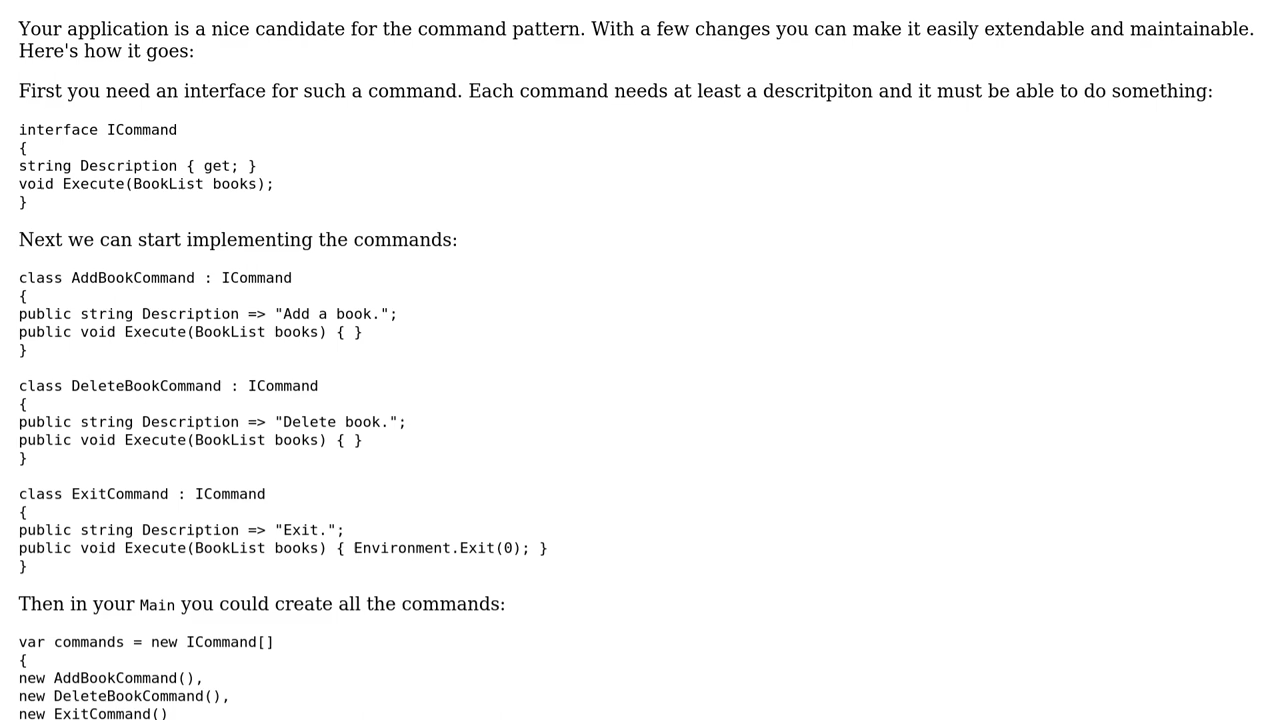 Your application is a nice candidate for the command pattern. With a few changes you can make it easily extendable and maintainable.
Here's how it goes:
First you need an interface for such a command. Each command needs at least a descritpiton and it must be able to do something:
interface ICommand
{
string Description { get; }
void Execute(BookList books);
}
Next we can start implementing the commands:
class AddBookCommand : ICommand
{
public string Description => "Add a book.";
public void Execute(BookList books) { }
}
class DeleteBookCommand : ICommand
{
public string Description => "Delete book.";
public void Execute(BookList books) { }
}
class ExitCommand : ICommand
{
public string Description => "Exit.";
public void Execute(BookList books) { Environment.Exit(0); }
}
Then in your Main you could create all the commands:
var commands = new ICommand[]
{
new AddBookCommand(),
new DeleteBookCommand(),
new ExitCommand()